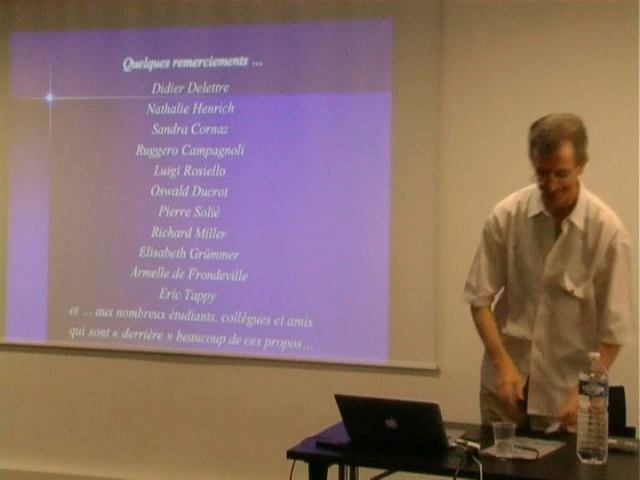 Quelques remerciements ...
Didier Delettre
Nathalie Henrich
Sandra Cornaz
Ruggero Campagnoli
Luigi Rosiello
Oswald Ducrot
Pierre Solié
Richard Miller
Elisabeth Grümmer
Armelle de Frondeville
Eric Tappy
et ... aux nombreux étudiants, collègues et amis
qui sont « derrière » beaucoup de ces propos...